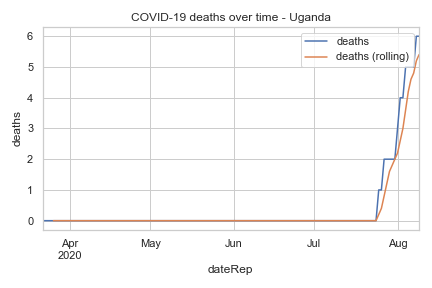 COVID-19 deaths over time - Uganda
deaths
deaths (rolling)
deaths
6
5
4
3
2
1
0
Apr
2020
May
Jun
Jul
Aug
dateRep